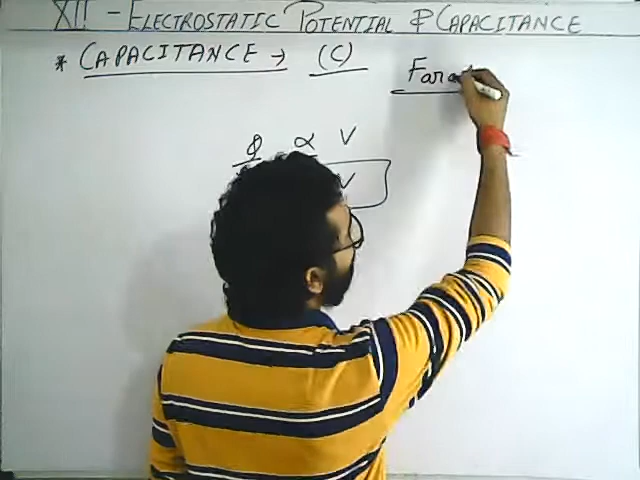 XII - ELECTROSTATIC POTENTIAL & CAPACITANCE
* CAPACITANCE → (C)
Fara
Φ α V
V